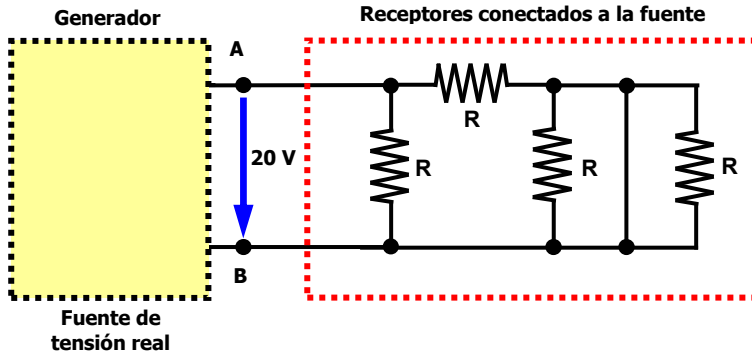 Generador
Receptores conectados a la fuente
A
20 V
R
R
R
R
B
Fuente de
tensión real